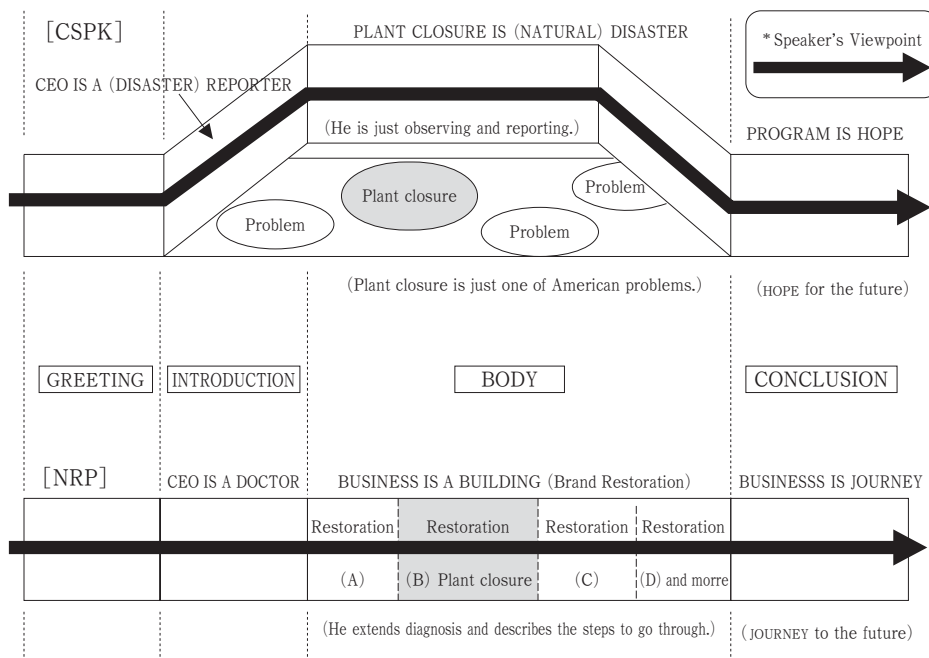 [CSPK]
PLANT CLOSURE IS (NATURAL) DISASTER
* Speaker's Viewpoint
CEO IS A (DISASTER) REPORTER
(He is just observing and reporting.)
PROGRAM IS HOPE
Problem
Plant closure
Problem
Problem
(Plant closure is just one of American problems.)
(HOPE for the future)
GREETING
INTRODUCTION
BODY
CONCLUSION
[NRP]
CEO IS A DOCTOR
BUSINESS IS A BUILDING (Brand Restoration)
BUSINESSS IS JOURNEY
Restoration
Restoration
Restoration
Restoration
(A)
(B) Plant closure
(C)
(D) and morre
(He extends diagnosis and describes the steps to go through.)
(JOURNEY to the future)